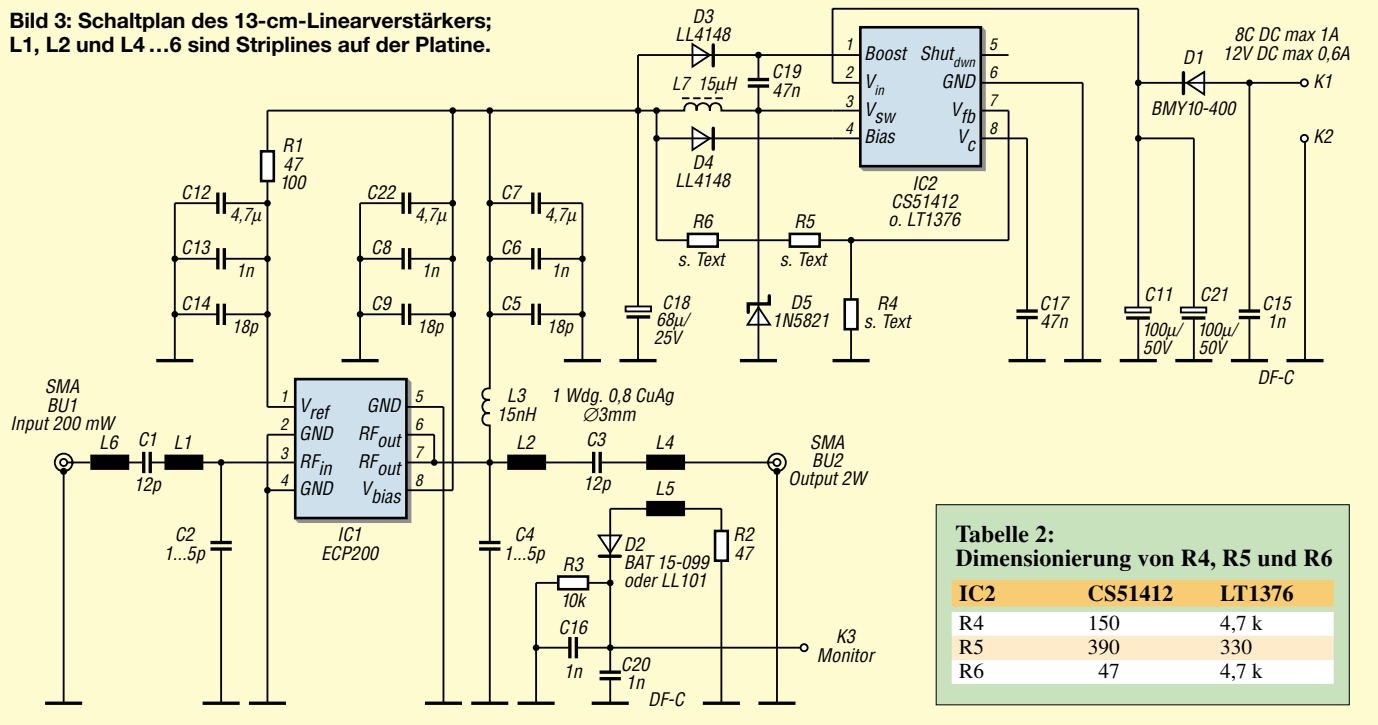 Bild 3: Schaltplan des 13-cm-Linearverstärkers;
L1, L2 und L4 ...6 sind Striplines auf der Platine.
D3
LL4148
L7 15µH
C19
47n
D4
LL4148
1 Boost
2 Vin
3 VSW
4 Bias
Shutdwn 5
GND 6
Vfb 7
VC 8
IC2
CS51412
o. LT1376
8C DC max 1A
12V DC max 0,6A
D1
BMY10-400
K1
K2
R1
47
100
C12
4,7µ
C13
1n
C14
18p
C22
4,7µ
C8
1n
C9
18p
C7
4,7µ
C6
1n
C5
18p
R6
s. Text
R5
s. Text
C18
68µ/
25V
D5
1N5821
R4
s. Text
C17
47n
C11
100µ/
50V
C21
100µ/
50V
C15
1n
DF-C
SMA
BU1
Input 200 mW
L6
C1
12p
L1
C2
1...5p
1 Vref
2 GND
3 RFin
4 GND
GND 5
RFout 6
RFout 7
Vbias 8
IC1
ECP200
L3
15nH
1 Wdg. 0,8 CuAg
Ø3mm
L2
C3
12p
L4
SMA
BU2
Output 2W
C4
1...5p
L5
D2
BAT 15-099
oder LL101
R2
47
R3
10k
C16
1n
C20
1n
DF-C
K3
Monitor
Tabelle 2:
Dimensionierung von R4, R5 und R6
IC2 CS51412 LT1376
R4 150 4,7 k
R5 390 330
R6 47 4,7 k